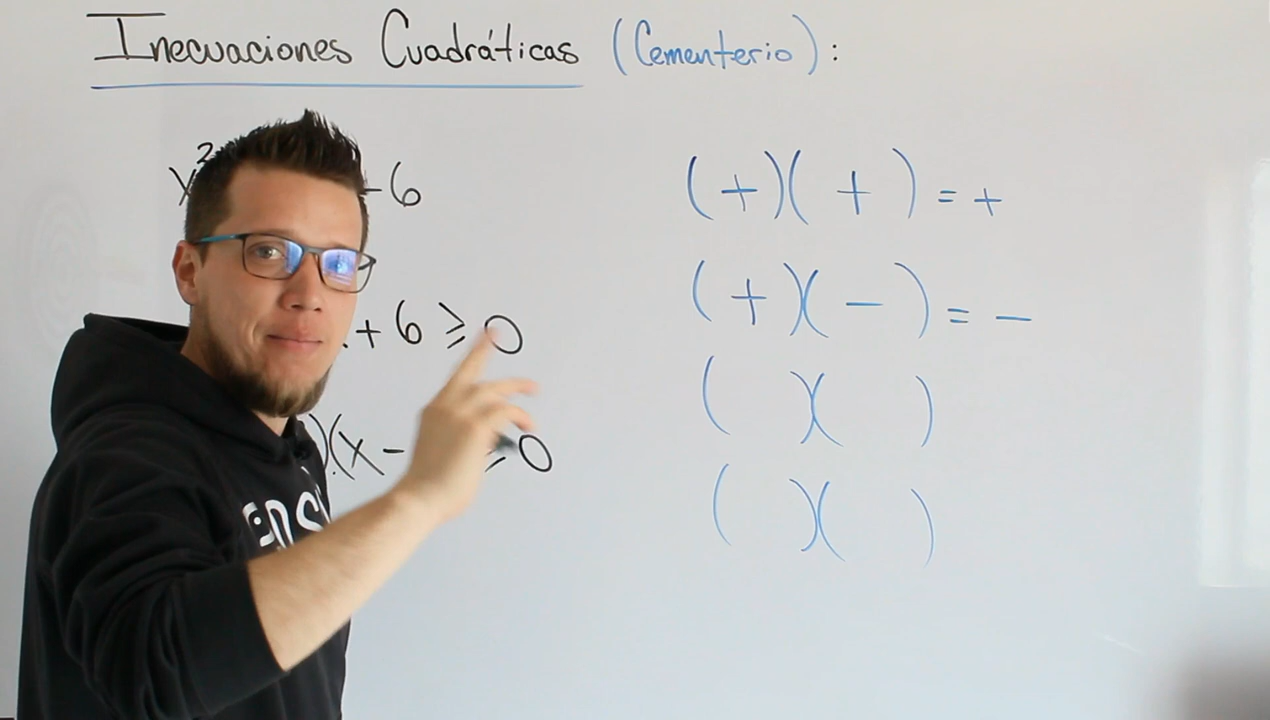 Inecuaciones Cuadráticas (Cementerio):
x² -6
+ 6 ≥ 0
)(x - ≥ 0
(+)(+) = +
(+)(-) = -
( )( )
( )( )